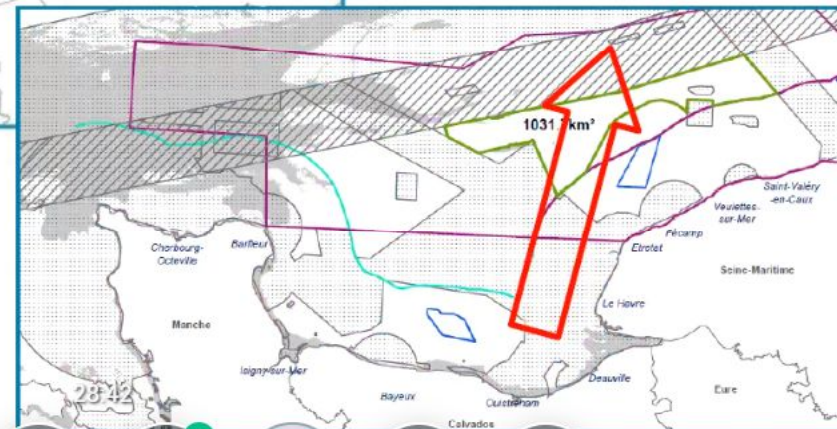 1031
km²
Saint-Valéry
-en-Caux
Veulettes-
sur-Mer
Fécamp
Etretat
Cherbourg-
Octeville
Barfleur
Seine-Maritime
Le Havre
Manche
Isigny-sur-Mer
Deauville
28:42
Bayeux
Ouistreham
Eure
Calvados